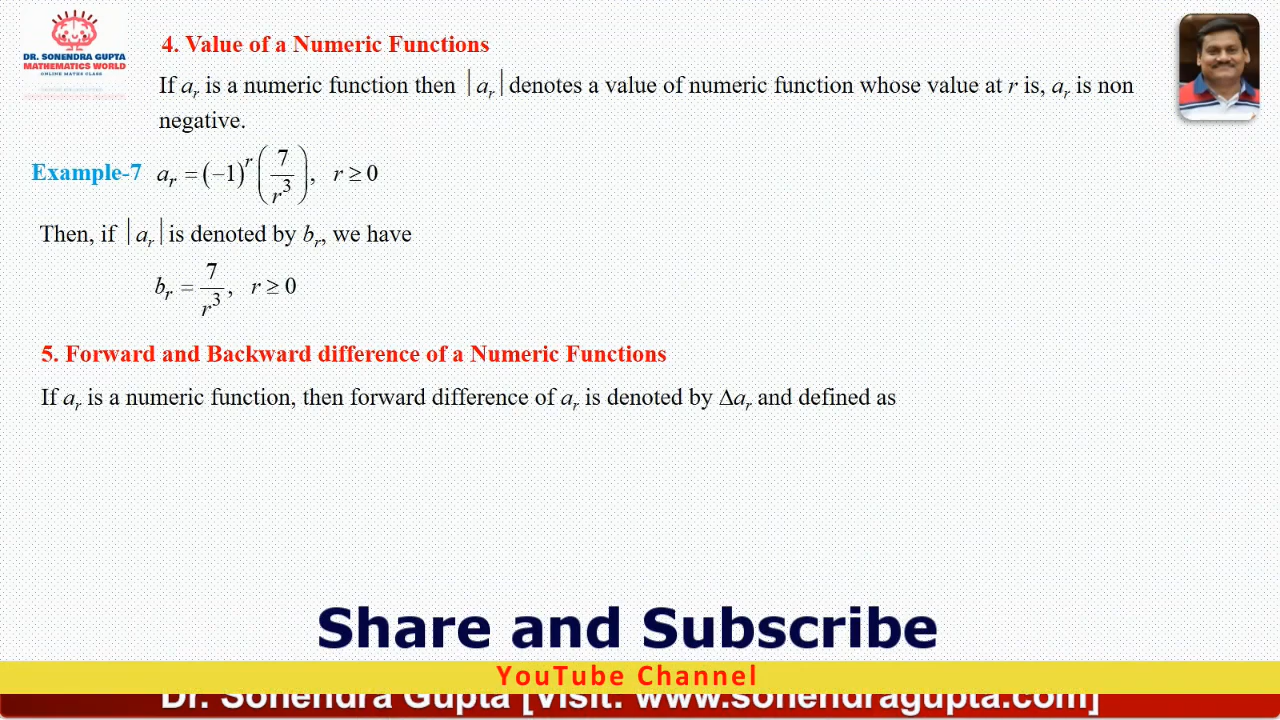 DR. SONENDRA GUPTA
MATHEMATICS WORLD
ONLINE MATHS CLASS
4. Value of a Numeric Functions
If a_r is a numeric function then |a_r| denotes a value of numeric function whose value at r is, a_r is non
negative.
Example-7 a_r = (−1)^r (7/r^3), r ≥ 0
Then, if |a_r| is denoted by b_r, we have
b_r = 7/r^3, r ≥ 0
5. Forward and Backward difference of a Numeric Functions
If a_r is a numeric function, then forward difference of a_r is denoted by Δa_r and defined as
Share and Subscribe
YouTube Channel
Dr. Sonendra Gupta [Visit: www.sonendragupta.com]